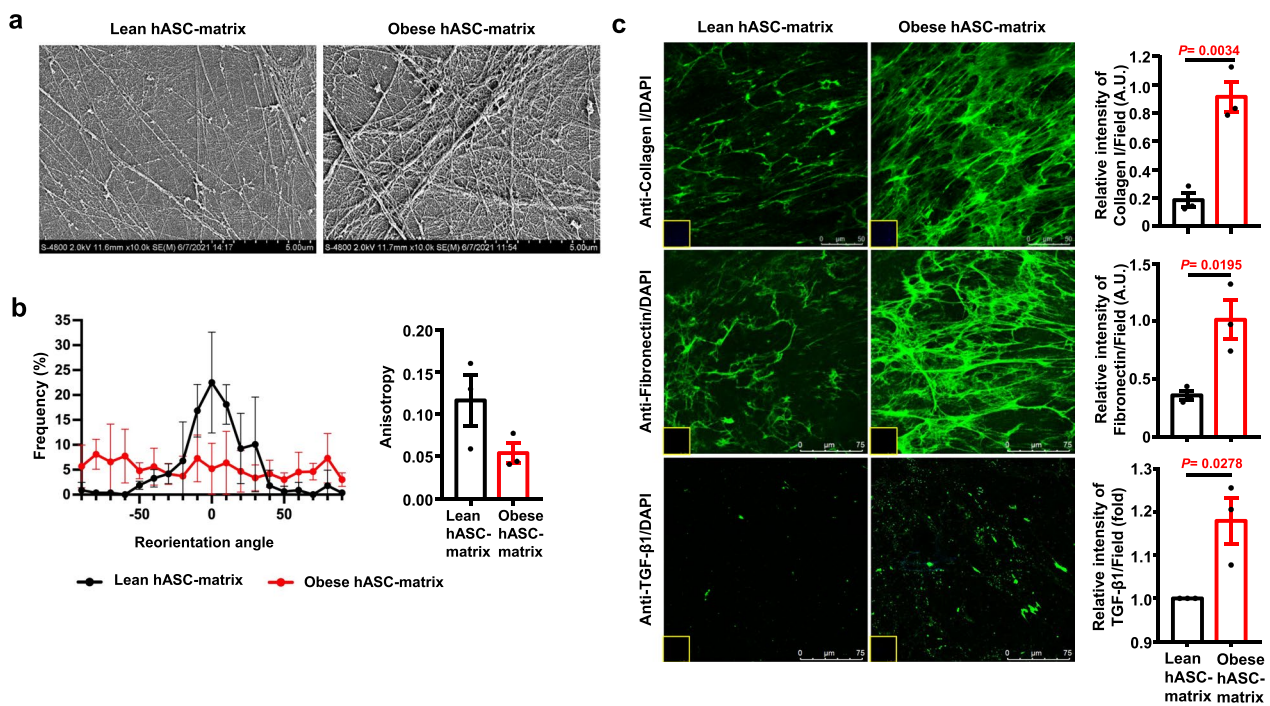 a
Lean hASC-matrix
Obese hASC-matrix
S-4800 2.0kV 11.6mm x10.0k SE(M) 6/7/2021 14:17
5.00um
S-4800 2.0kV 11.7mm x10.0k SE(M) 6/7/2021 11:54
5.00um
b
Frequency (%)
35
30
25
20
15
10
5
0
-50
0
50
Reorientation angle
Lean hASC-matrix
Obese hASC-matrix
Anisotropy
0.20
0.15
0.10
0.05
0.00
Lean
hASC-
matrix
Obese
hASC-
matrix
c
Lean hASC-matrix
Obese hASC-matrix
Anti-Collagen I/DAPI
0 µm 50
0 µm 50
Relative intensity of
Collagen I/Field (A.U.)
P= 0.0034
1.2
1.0
0.8
0.6
0.4
0.2
0
Anti-Fibronectin/DAPI
0 µm 75
0 µm 75
Relative intensity of
Fibronectin/Field (A.U.)
P= 0.0195
1.5
1.0
0.5
0
Anti-TGF-β1/DAPI
0 µm 75
0 µm 75
Relative intensity of
TGF-β1/Field (fold)
P= 0.0278
1.3
1.2
1.1
1.0
0.9
Lean
hASC-
matrix
Obese
hASC-
matrix